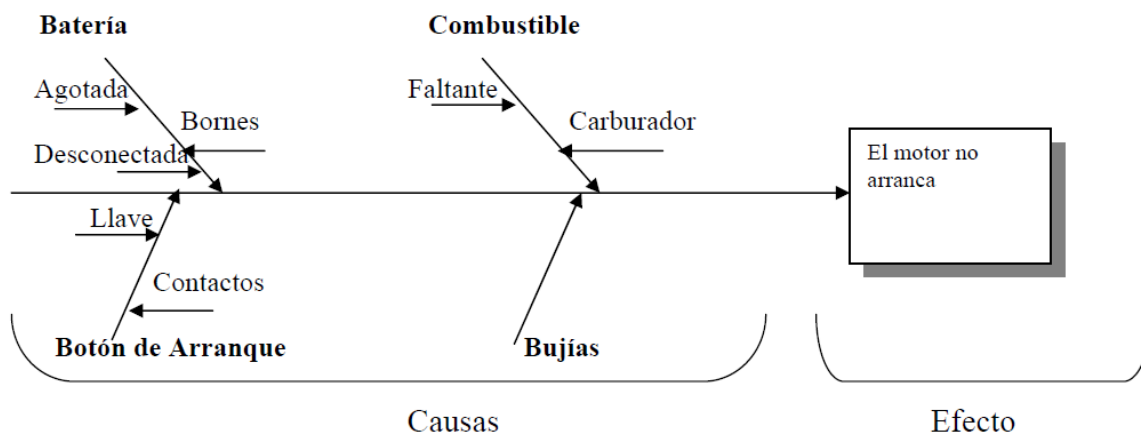 Batería
Combustible
Agotada
Faltante
Bornes
Carburador
Desconectada
El motor no
arranca
Llave
Contactos
Botón de Arranque
Bujías
Causas
Efecto